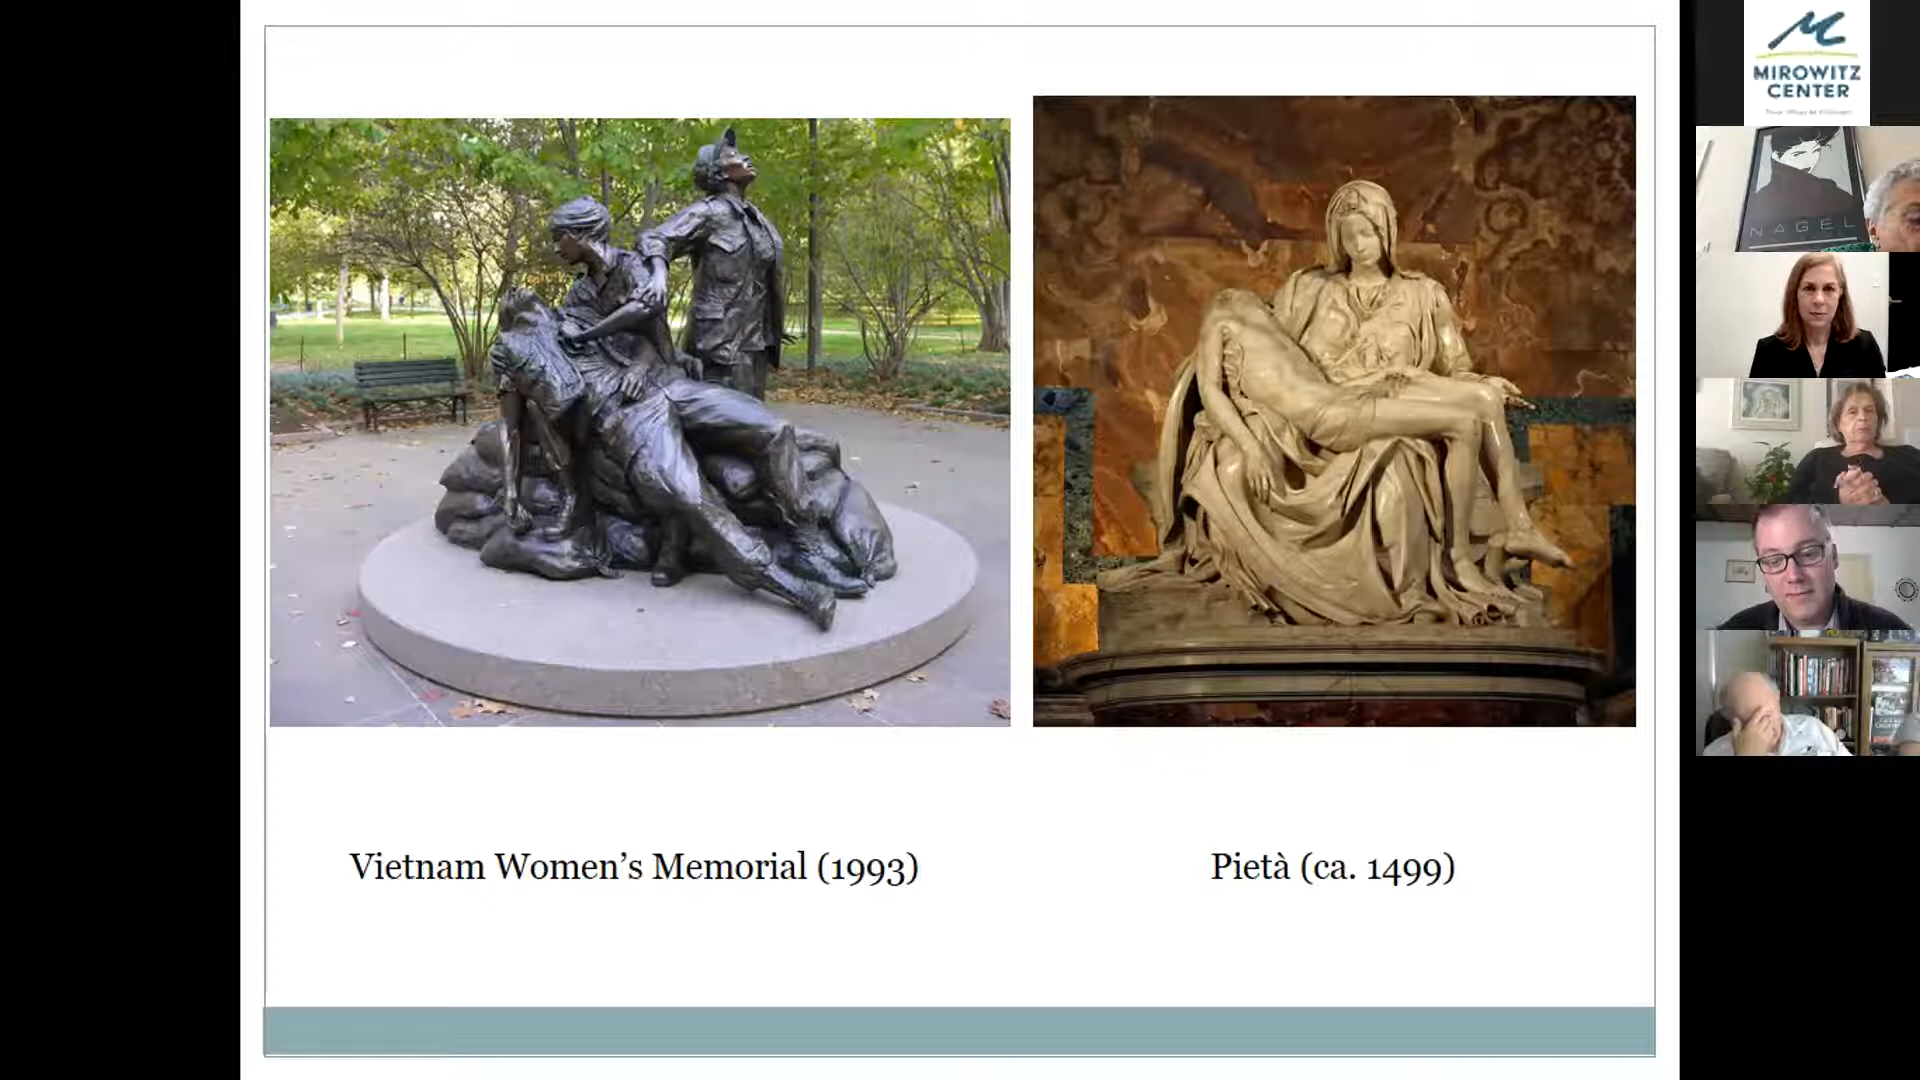 MIROWITZ
CENTER
NAGEL
Vietnam Women’s Memorial (1993)
Pietà (ca. 1499)